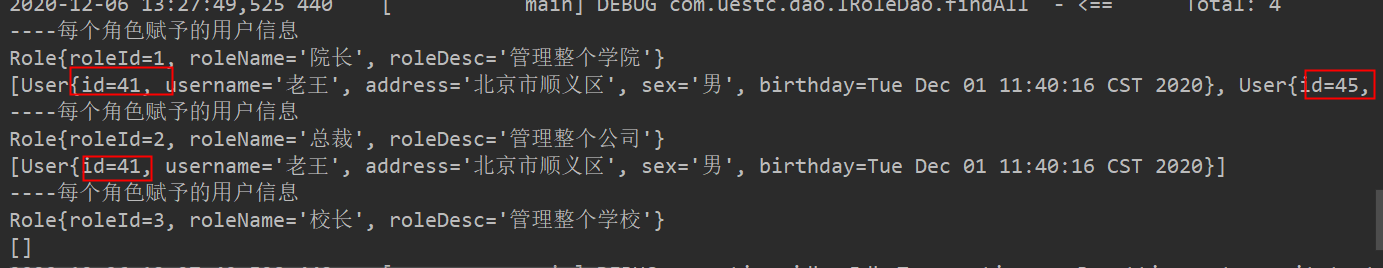 2020-12-06 13:27:49,525 440    [           main] DEBUG com.uestc.dao.IRoleDao.findAll  - <==      Total: 4
----每个角色赋予的用户信息
Role{roleId=1, roleName='院长', roleDesc='管理整个学院'}
[User{id=41, username='老王', address='北京市顺义区', sex='男', birthday=Tue Dec 01 11:40:16 CST 2020}, User{id=45,
----每个角色赋予的用户信息
Role{roleId=2, roleName='总裁', roleDesc='管理整个公司'}
[User{id=41, username='老王', address='北京市顺义区', sex='男', birthday=Tue Dec 01 11:40:16 CST 2020}]
----每个角色赋予的用户信息
Role{roleId=3, roleName='校长', roleDesc='管理整个学校'}
[]